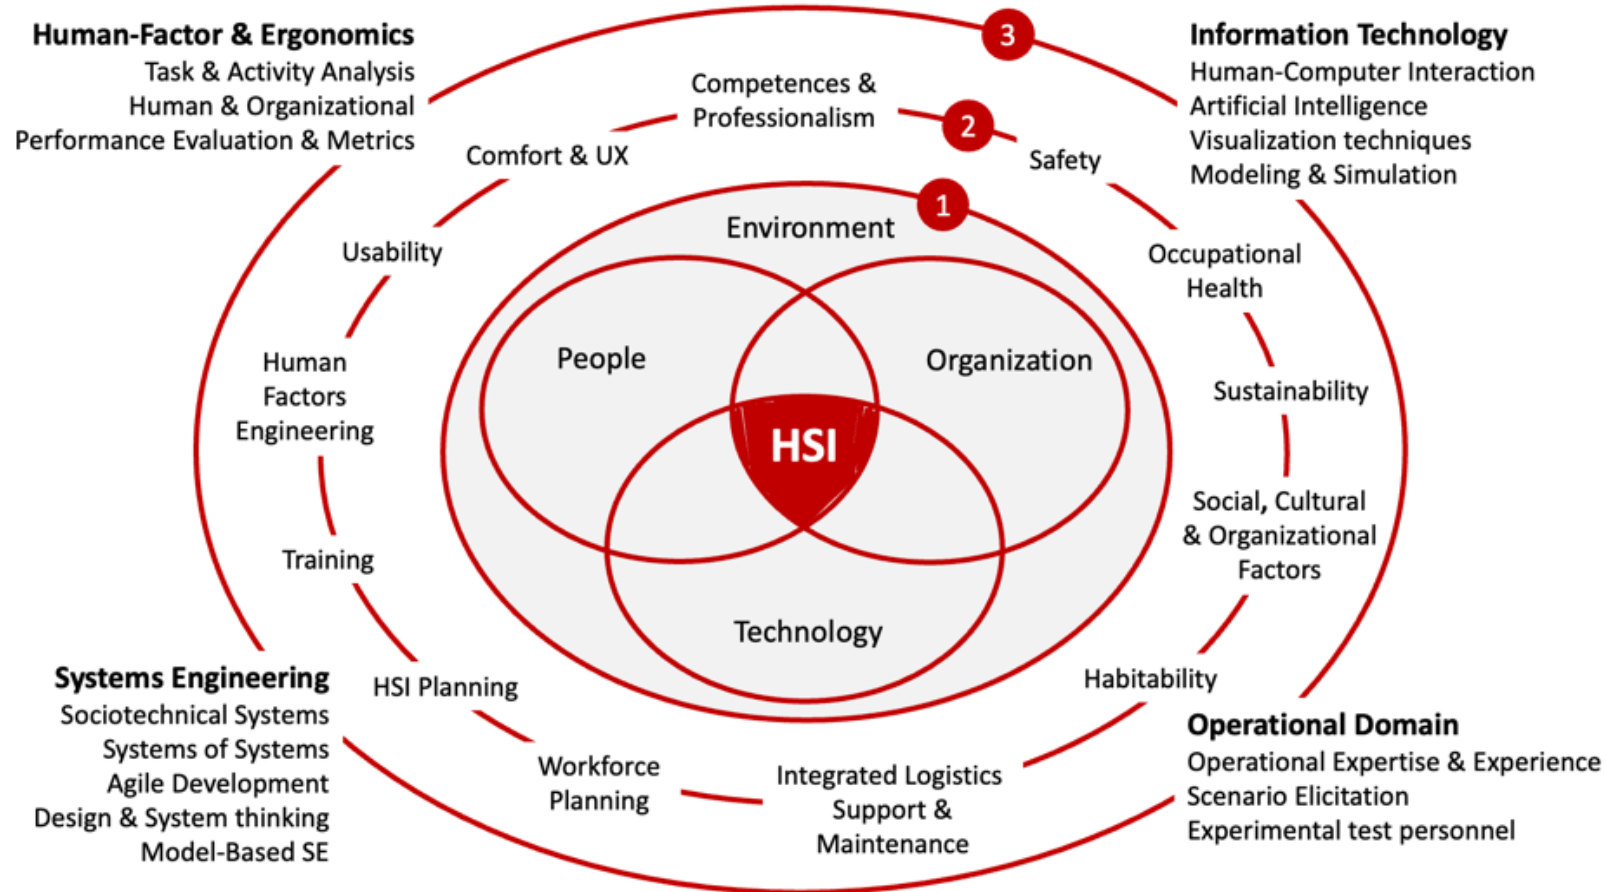 Human-Factor & Ergonomics
Task & Activity Analysis
Human & Organizational
Performance Evaluation & Metrics
3
Information Technology
Human-Computer Interaction
Artificial Intelligence
Visualization techniques
Modeling & Simulation
Competences &
Professionalism
2
Comfort & UX
Safety
1
Environment
Usability
Occupational
Health
People
Organization
Human
Factors
Engineering
Sustainability
HSI
Social, Cultural
& Organizational
Factors
Training
Technology
HSI Planning
Habitability
Workforce
Planning
Integrated Logistics
Support &
Maintenance
Systems Engineering
Sociotechnical Systems
Systems of Systems
Agile Development
Design & System thinking
Model-Based SE
Operational Domain
Operational Expertise & Experience
Scenario Elicitation
Experimental test personnel